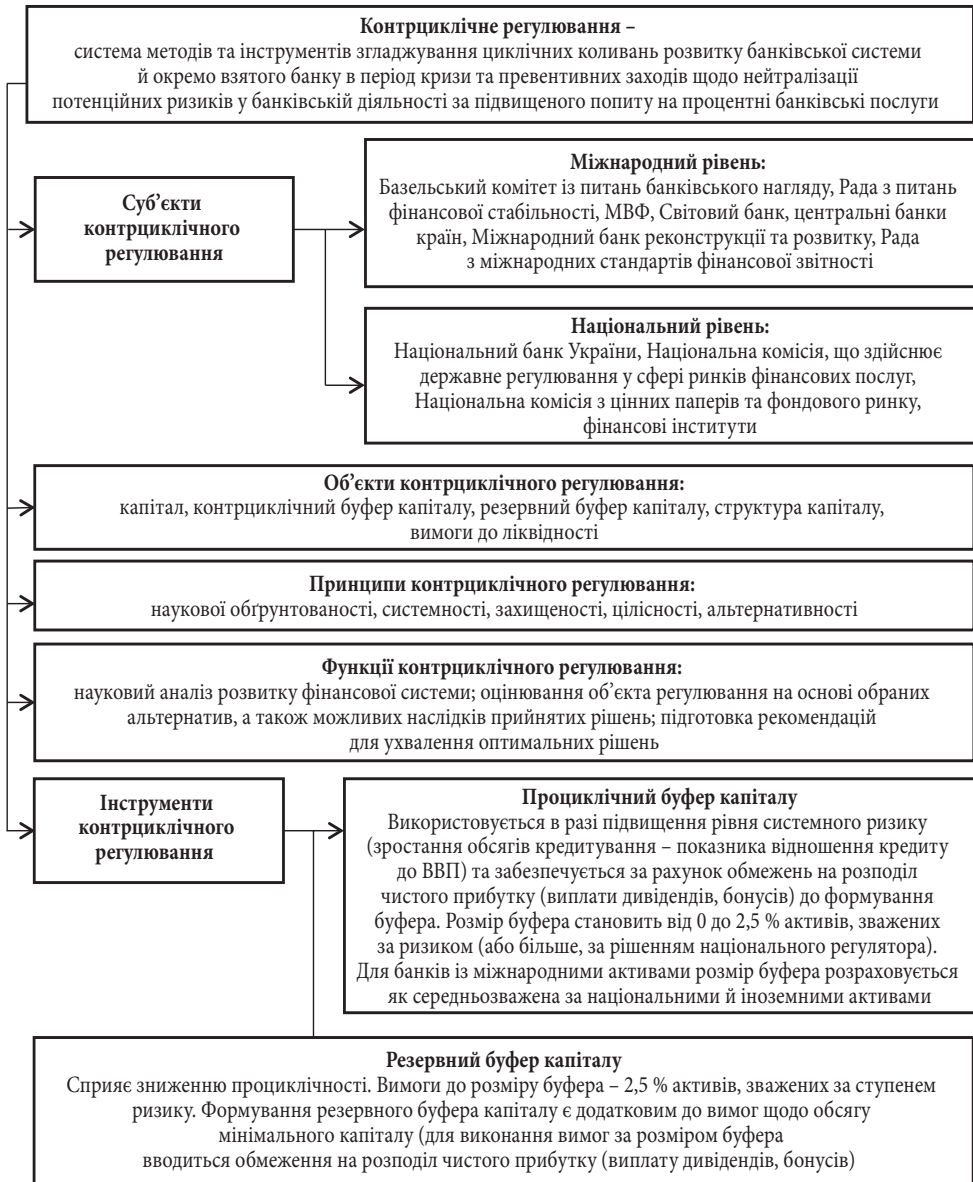 Контрциклічне регулювання –
система методів та інструментів згладжування циклічних коливань розвитку банківської системи
й окремо взятого банку в період кризи та превентивних заходів щодо нейтралізації
потенційних ризиків у банківській діяльності за підвищеного попиту на процентні банківські послуги
Суб’єкти
контрциклічного
регулювання
Міжнародний рівень:
Базельський комітет із питань банківського нагляду, Рада з питань
фінансової стабільності, МВФ, Світовий банк, центральні банки
країн, Міжнародний банк реконструкції та розвитку, Рада
з міжнародних стандартів фінансової звітності
Національний рівень:
Національний банк України, Національна комісія, що здійснює
державне регулювання у сфері ринків фінансових послуг,
Національна комісія з цінних паперів та фондового ринку,
фінансові інститути
Об’єкти контрциклічного регулювання:
капітал, контрциклічний буфер капіталу, резервний буфер капіталу, структура капіталу,
вимоги до ліквідності
Принципи контрциклічного регулювання:
наукової обґрунтованості, системності, захищеності, цілісності, альтернативності
Функції контрциклічного регулювання:
науковий аналіз розвитку фінансової системи; оцінювання об’єкта регулювання на основі обраних
альтернатив, а також можливих наслідків прийнятих рішень; підготовка рекомендацій
для ухвалення оптимальних рішень
Інструменти
контрциклічного
регулювання
Проциклічний буфер капіталу
Використовується в разі підвищення рівня системного ризику
(зростання обсягів кредитування – показника відношення кредиту
до ВВП) та забезпечується за рахунок обмежень на розподіл
чистого прибутку (виплати дивідендів, бонусів) до формування
буфера. Розмір буфера становить від 0 до 2,5 % активів, зважених
за ризиком (або більше, за рішенням національного регулятора).
Для банків із міжнародними активами розмір буфера розраховується
як середньозважена за національними й іноземними активами
Резервний буфер капіталу
Сприяє зниженню проциклічності. Вимоги до розміру буфера – 2,5 % активів, зважених за ступенем
ризику. Формування резервного буфера капіталу є додатковим до вимог щодо обсягу
мінімального капіталу (для виконання вимог за розміром буфера
вводиться обмеження на розподіл чистого прибутку (виплату дивідендів, бонусів)